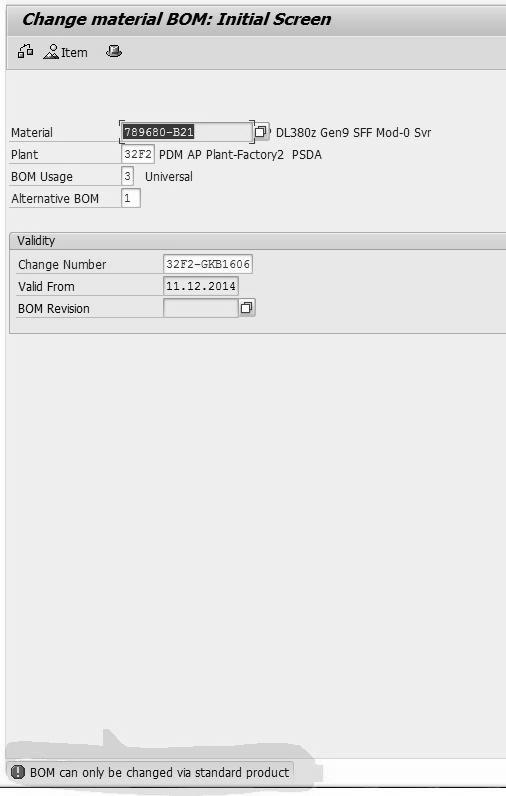 Change material BOM: Initial Screen
Item
Material 789680-B21 DL380z Gen9 SFF Mod-0 Svr
Plant 32F2 PDM AP Plant-Factory2 PSDA
BOM Usage 3 Universal
Alternative BOM 1
Validity
Change Number 32F2-GKB1606
Valid From 11.12.2014
BOM Revision
BOM can only be changed via standard product